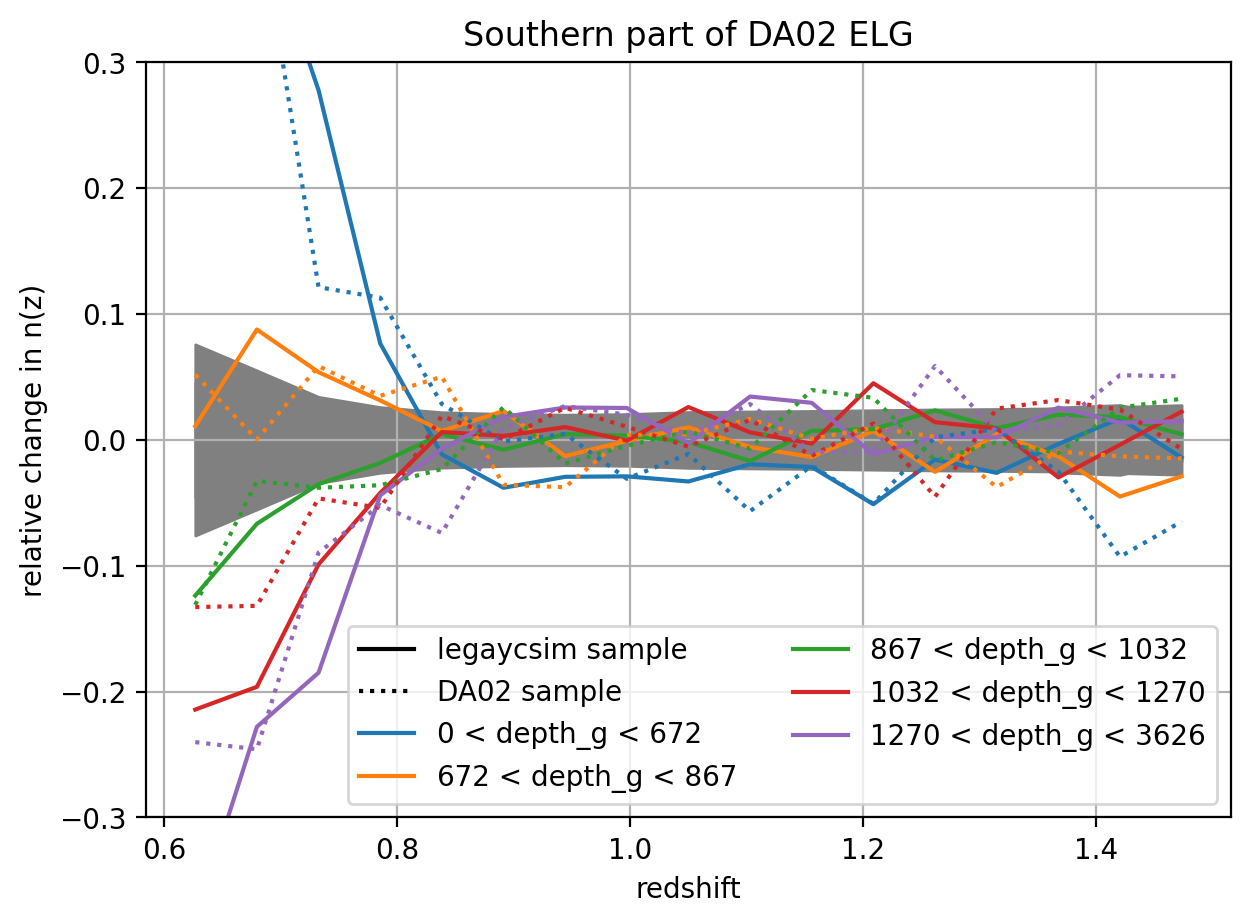 Southern part of DA02 ELG
relative change in n(z)
0.3
0.2
0.1
0.0
−0.1
−0.2
−0.3
legaycsim sample
DA02 sample
0 < depth_g < 672
672 < depth_g < 867
867 < depth_g < 1032
1032 < depth_g < 1270
1270 < depth_g < 3626
0.6 0.8 1.0 1.2 1.4
redshift